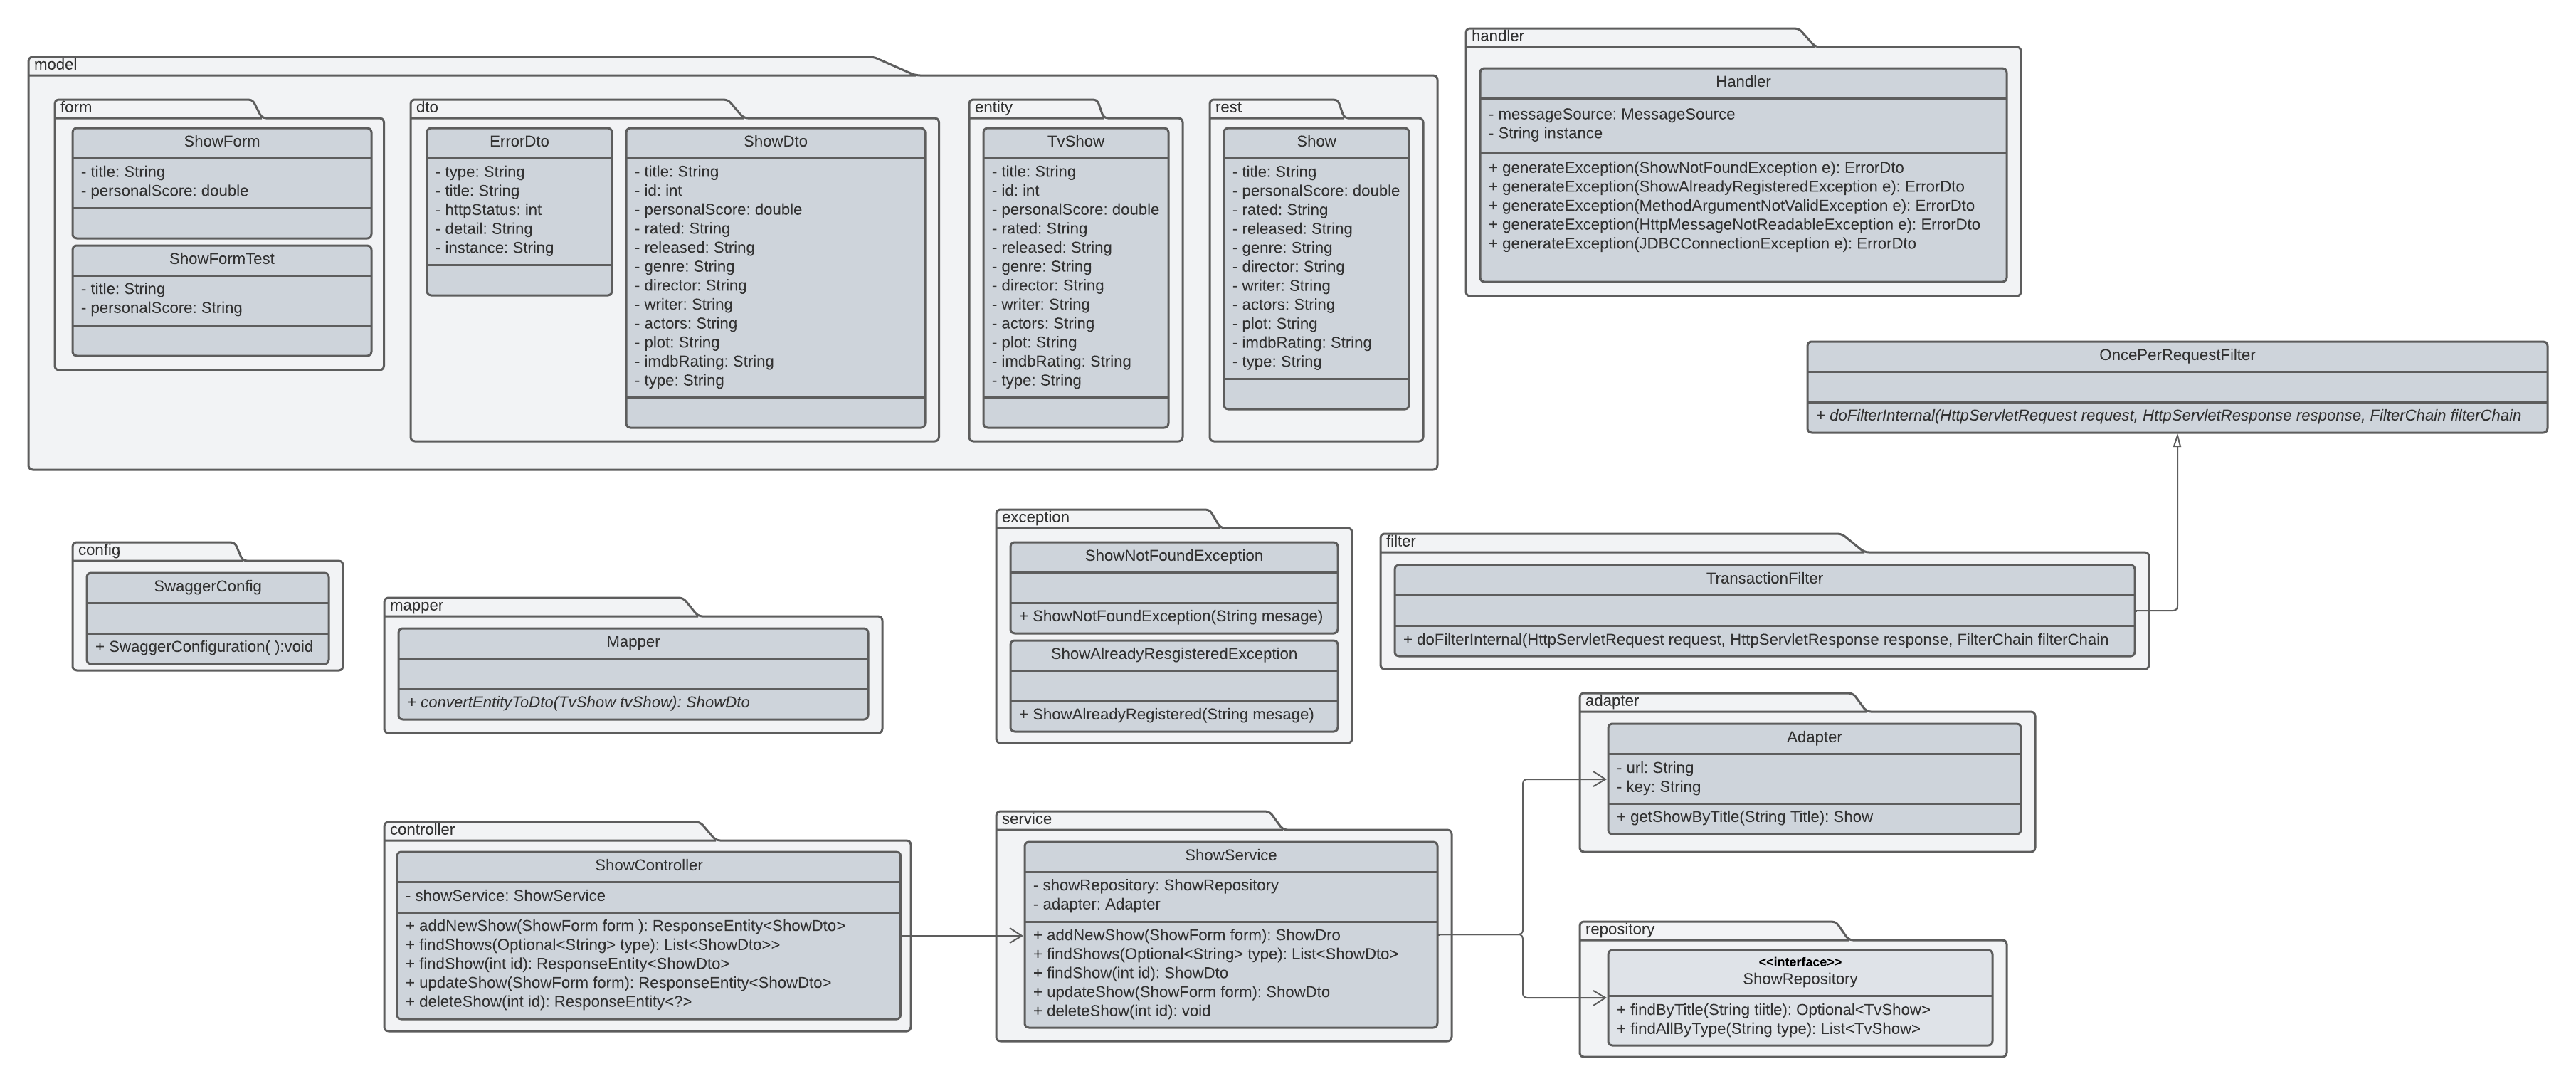 model
form
ShowForm
- title: String
- personalScore: double
ShowFormTest
- title: String
- personalScore: String
dto
ErrorDto
- type: String
- title: String
- httpStatus: int
- detail: String
- instance: String
ShowDto
- title: String
- id: int
- personalScore: double
- rated: String
- released: String
- genre: String
- director: String
- writer: String
- actors: String
- plot: String
- imdbRating: String
- type: String
entity
TvShow
- title: String
- id: int
- personalScore: double
- rated: String
- released: String
- genre: String
- director: String
- writer: String
- actors: String
- plot: String
- imdbRating: String
- type: String
rest
Show
- title: String
- personalScore: double
- rated: String
- released: String
- genre: String
- director: String
- writer: String
- actors: String
- plot: String
- imdbRating: String
- type: String
handler
Handler
- messageSource: MessageSource
- String instance
+ generateException(ShowNotFoundException e): ErrorDto
+ generateException(ShowAlreadyRegisteredException e): ErrorDto
+ generateException(MethodArgumentNotValidException e): ErrorDto
+ generateException(HttpMessageNotReadableException e): ErrorDto
+ generateException(JDBCConnectionException e): ErrorDto
OncePerRequestFilter
+ doFilterInternal(HttpServletRequest request, HttpServletResponse response, FilterChain filterChain
config
SwaggerConfig
+ SwaggerConfiguration( ):void
mapper
Mapper
+ convertEntityToDto(TvShow tvShow): ShowDto
exception
ShowNotFoundException
+ ShowNotFoundException(String mesage)
ShowAlreadyResgisteredException
+ ShowAlreadyRegistered(String mesage)
filter
TransactionFilter
+ doFilterInternal(HttpServletRequest request, HttpServletResponse response, FilterChain filterChain
adapter
Adapter
- url: String
- key: String
+ getShowByTitle(String Title): Show
controller
ShowController
- showService: ShowService
+ addNewShow(ShowForm form ): ResponseEntity<ShowDto>
+ findShows(Optional<String> type): List<ShowDto>>
+ findShow(int id): ResponseEntity<ShowDto>
+ updateShow(ShowForm form): ResponseEntity<ShowDto>
+ deleteShow(int id): ResponseEntity<?>
service
ShowService
- showRepository: ShowRepository
- adapter: Adapter
+ addNewShow(ShowForm form): ShowDro
+ findShows(Optional<String> type): List<ShowDto>
+ findShow(int id): ShowDto
+ updateShow(ShowForm form): ShowDto
+ deleteShow(int id): void
repository
<<interface>>
ShowRepository
+ findByTitle(String tiitle): Optional<TvShow>
+ findAllByType(String type): List<TvShow>